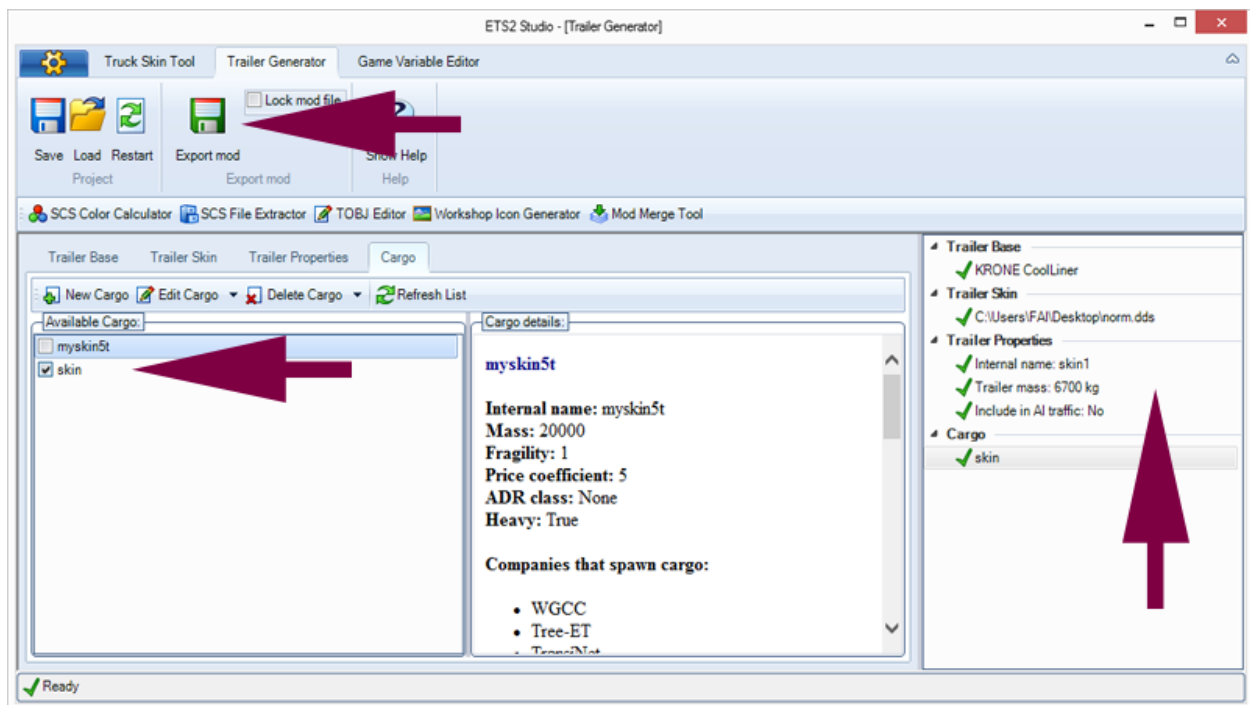 ETS2 Studio - [Trailer Generator]
Truck Skin Tool Trailer Generator Game Variable Editor
Lock mod file
Save Load Restart Export mod Show Help
Project Export mod Help
SCS Color Calculator SCS File Extractor TOBJ Editor Workshop Icon Generator Mod Merge Tool
Trailer Base Trailer Skin Trailer Properties Cargo
New Cargo Edit Cargo Delete Cargo Refresh List
Available Cargo:
myskin5t
skin
Cargo details:
myskin5t
Internal name: myskin5t
Mass: 20000
Fragility: 1
Price coefficient: 5
ADR class: None
Heavy: True
Companies that spawn cargo:
• WGCC
• Tree-ET
Trailer Base
KRONE CoolLiner
Trailer Skin
C:\Users\FAI\Desktop\norm.dds
Trailer Properties
Internal name: skin1
Trailer mass: 6700 kg
Include in AI traffic: No
Cargo
skin
Ready